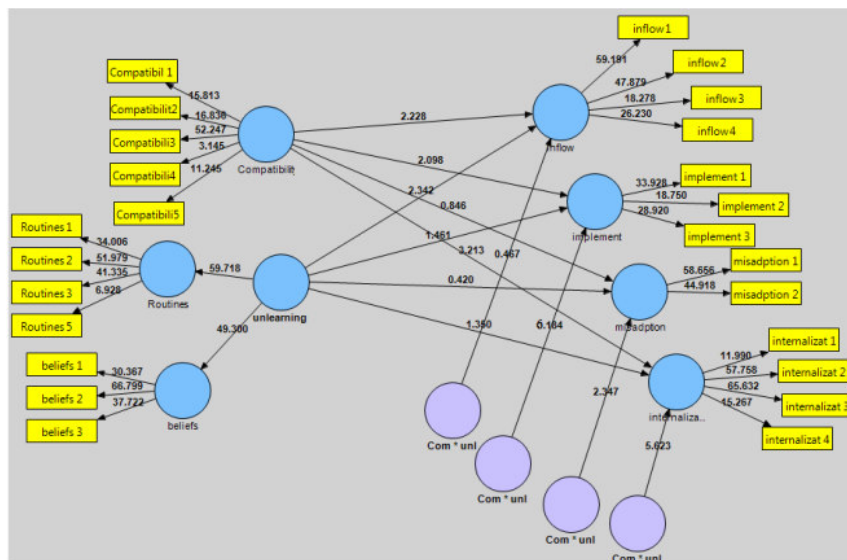 inflow1
59.191
inflow2
47.879
inflow3
18.278
inflow4
26.230
inflow
Compatibil 1
15.813
Compatibilit2
16.836
Compatibili3
52.247
Compatibili4
3.145
Compatibili5
11.245
Compatibilit
2.228
2.098
2.342
0.846
1.461
3.213
0.467
implement 1
33.928
implement 2
18.750
implement 3
28.920
implement
Routines 1
34.006
Routines 2
51.979
Routines 3
41.335
Routines 5
6.928
Routines
59.718
unlearning
0.420
misadption 1
58.656
misadption 2
44.918
misadption
49.300
1.350
6.184
beliefs 1
30.367
beliefs 2
66.799
beliefs 3
37.722
beliefs
internalizat 1
11.990
internalizat 2
57.758
internalizat 3
65.632
internalizat 4
15.267
internaliza...
2.347
5.623
Com * unl
Com * unl
Com * unl
Com * unl